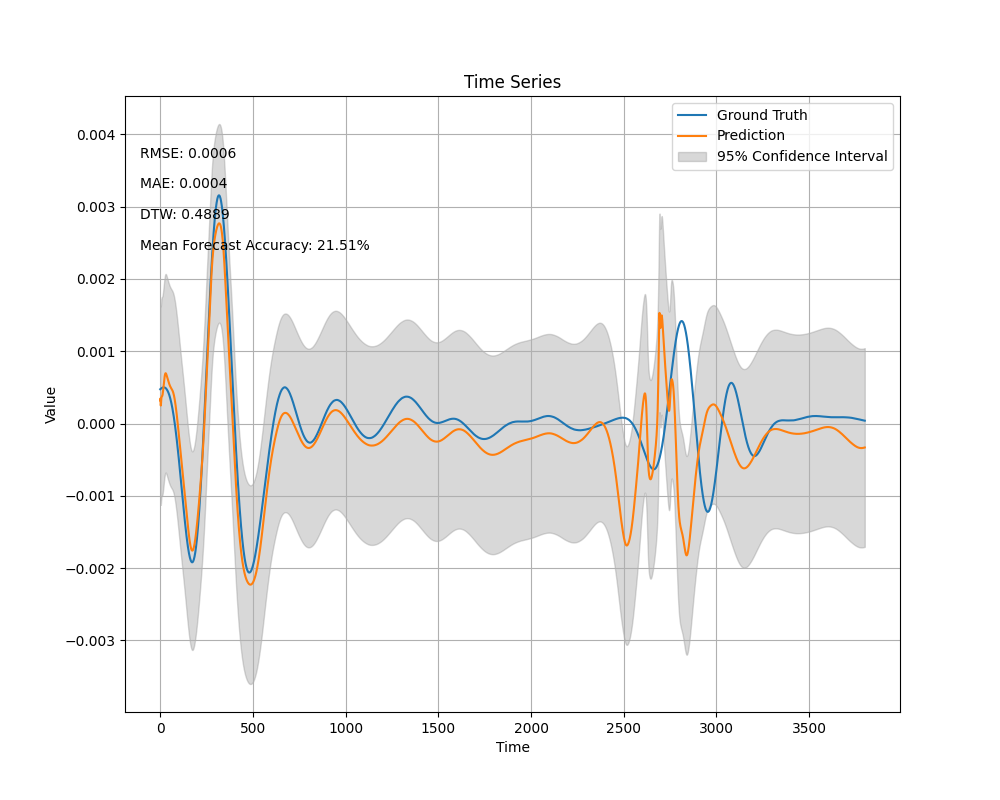 Time Series
Ground Truth
Prediction
95% Confidence Interval
RMSE: 0.0006
MAE: 0.0004
DTW: 0.4889
Mean Forecast Accuracy: 21.51%
0.004
0.003
0.002
0.001
0.000
−0.001
−0.002
−0.003
Value
0 500 1000 1500 2000 2500 3000 3500
Time